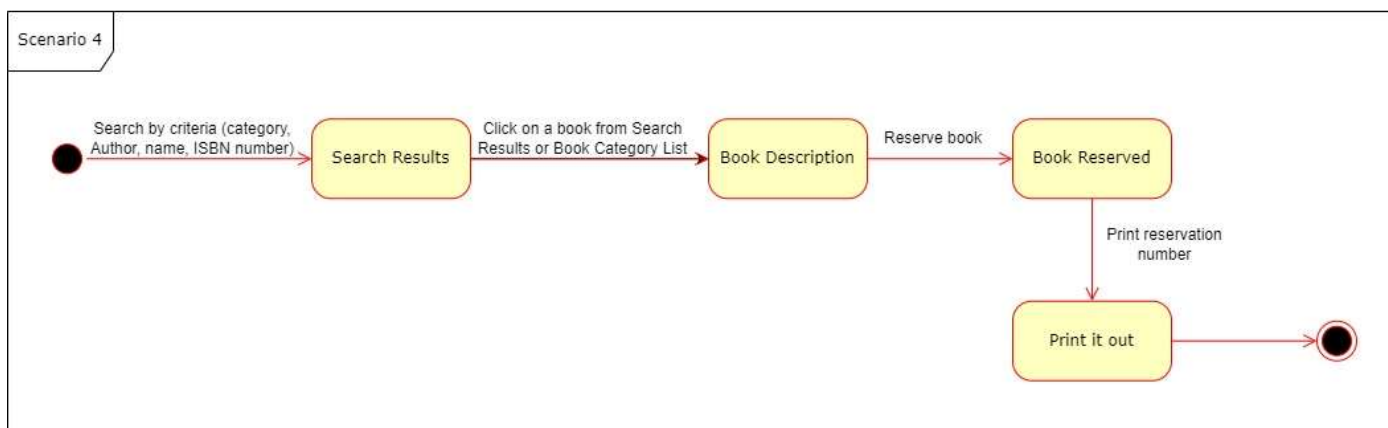 Scenario 4
Search by criteria (category,
Author, name, ISBN number)
Search Results
Click on a book from Search
Results or Book Category List
Book Description
Reserve book
Book Reserved
Print reservation
number
Print it out